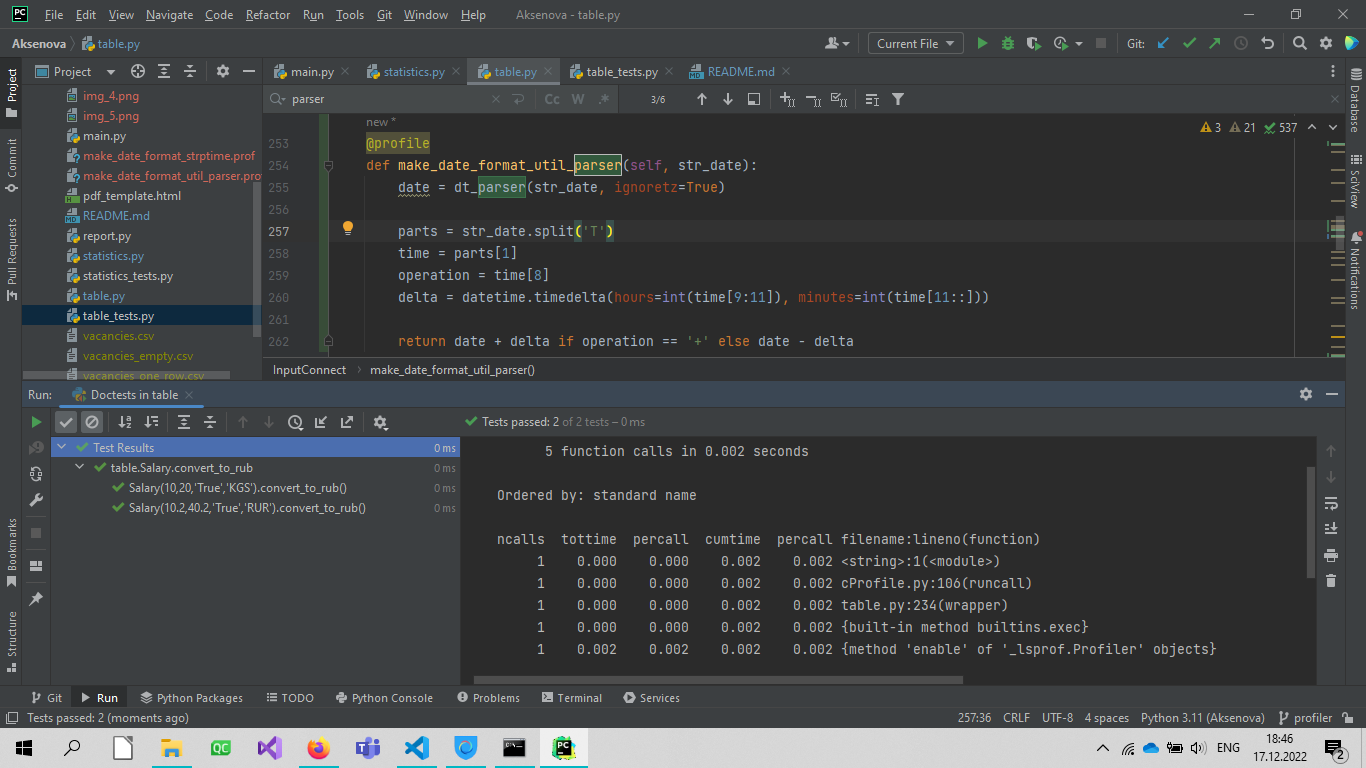 PC File Edit View Navigate Code Refactor Run Tools Git Window Help Aksenova - table.py
Aksenova table.py Current File Git:
Project
main.py statistics.py table.py table_tests.py README.md
parser Cc W .* 3/6
img_4.png
img_5.png
main.py
make_date_format_strptime.prof
make_date_format_util_parser.pro
pdf_template.html
README.md
report.py
statistics.py
statistics_tests.py
table.py
table_tests.py
vacancies.csv
vacancies_empty.csv
vacancies_one_row.csv
Project
Commit
Pull Requests
Bookmarks
Structure
new *
3 21 537
253 @profile
254 def make_date_format_util_parser(self, str_date):
255 date = dt_parser(str_date, ignoretz=True)
256
257 parts = str_date.split('T')
258 time = parts[1]
259 operation = time[8]
260 delta = datetime.timedelta(hours=int(time[9:11]), minutes=int(time[11::]))
261
262 return date + delta if operation == '+' else date - delta
InputConnect make_date_format_util_parser()
Database
SciView
Notifications
Run: Doctests in table
Tests passed: 2 of 2 tests – 0 ms
Test Results 0 ms
table.Salary.convert_to_rub 0 ms
Salary(10,20,'True','KGS').convert_to_rub() 0 ms
Salary(10.2,40.2,'True','RUR').convert_to_rub() 0 ms
5 function calls in 0.002 seconds
Ordered by: standard name
ncalls tottime percall cumtime percall filename:lineno(function)
1 0.000 0.000 0.002 0.002 <string>:1(<module>)
1 0.000 0.000 0.002 0.002 cProfile.py:106(runcall)
1 0.000 0.000 0.002 0.002 table.py:234(wrapper)
1 0.000 0.000 0.002 0.002 {built-in method builtins.exec}
1 0.002 0.002 0.002 0.002 {method 'enable' of '_lsprof.Profiler' objects}
Git Run Python Packages TODO Python Console Problems Terminal Services
Tests passed: 2 (moments ago) 257:36 CRLF UTF-8 4 spaces Python 3.11 (Aksenova) profiler
QC PC ENG 18:46
17.12.2022 2